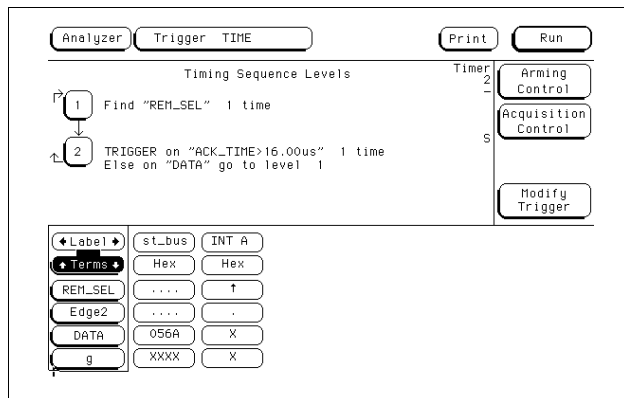 Analyzer Trigger TIME Print Run
Timing Sequence Levels
Timer
2
-
S
Arming
Control
Acquisition
Control
Modify
Trigger
1 Find "REM_SEL" 1 time
2 TRIGGER on "ACK_TIME>16.00us" 1 time
Else on "DATA" go to level 1
Label st_bus INT A
Terms Hex Hex
REM_SEL .... ↑
Edge2 .... .
DATA 056A X
g XXXX X